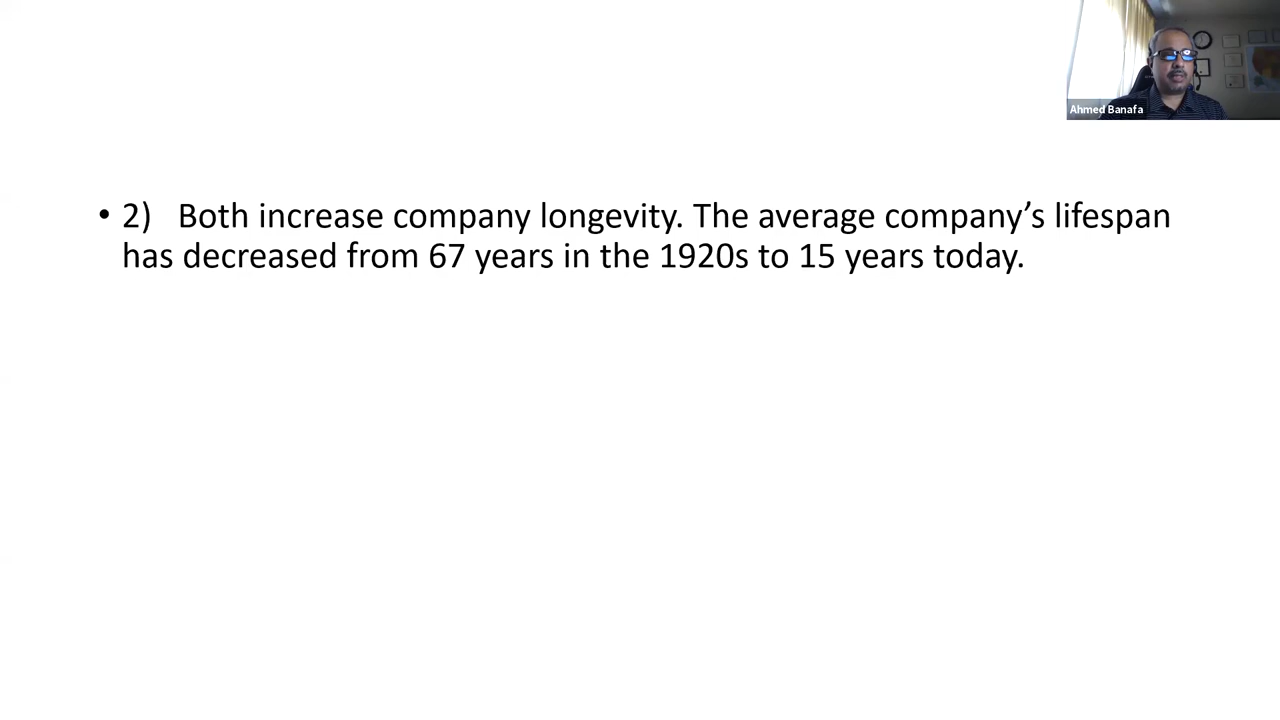 Ahmed Banafa
• 2)   Both increase company longevity. The average company’s lifespan
has decreased from 67 years in the 1920s to 15 years today.